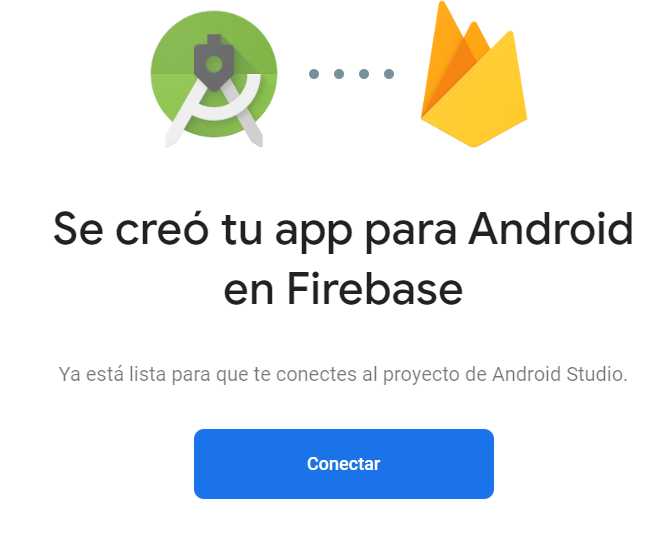 Se creó tu app para Android
en Firebase
Ya está lista para que te conectes al proyecto de Android Studio.
Conectar